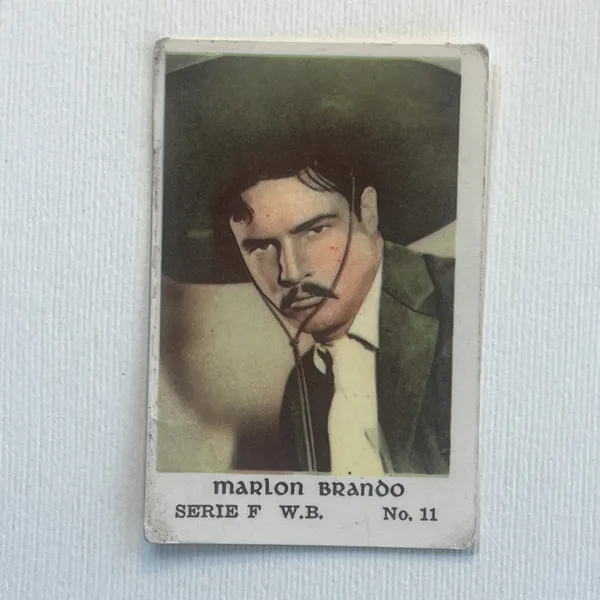 Marlon Brando
SERIE F W.B. No. 11